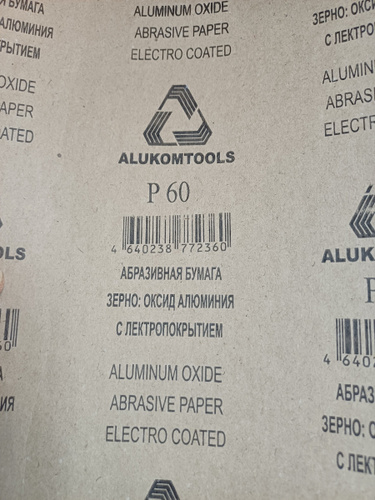 ALUMINUM OXIDE
ABRASIVE PAPER
ELECTRO COATED
ALUKOMTOOLS
P 60
4 640238 772360
АБРАЗИВНАЯ БУМАГА
ЗЕРНО: ОКСИД АЛЮМИНИЯ
С ЛЕКТРОПОКРЫТИЕМ
ALUMINUM OXIDE
ABRASIVE PAPER
ELECTRO COATED